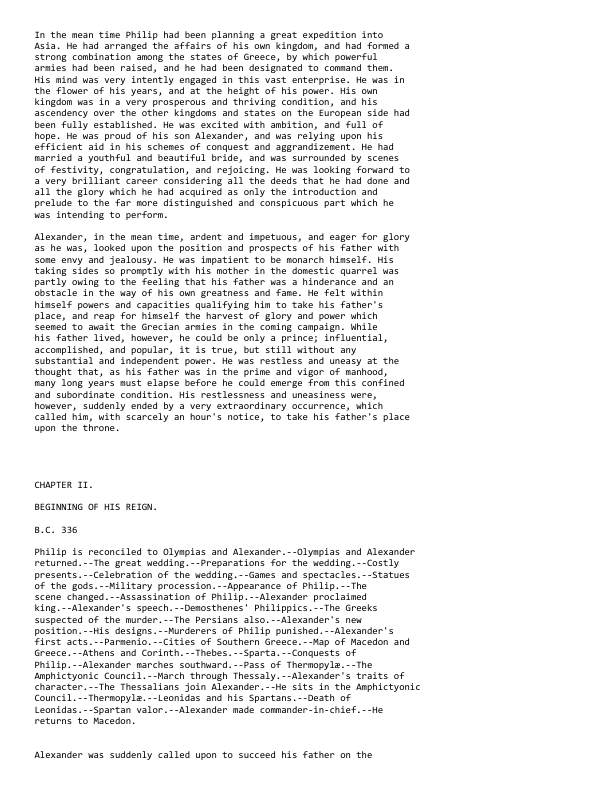 In the mean time Philip had been planning a great expedition into
Asia. He had arranged the affairs of his own kingdom, and had formed a
strong combination among the states of Greece, by which powerful
armies had been raised, and he had been designated to command them.
His mind was very intently engaged in this vast enterprise. He was in
the flower of his years, and at the height of his power. His own
kingdom was in a very prosperous and thriving condition, and his
ascendency over the other kingdoms and states on the European side had
been fully established. He was excited with ambition, and full of
hope. He was proud of his son Alexander, and was relying upon his
efficient aid in his schemes of conquest and aggrandizement. He had
married a youthful and beautiful bride, and was surrounded by scenes
of festivity, congratulation, and rejoicing. He was looking forward to
a very brilliant career considering all the deeds that he had done and
all the glory which he had acquired as only the introduction and
prelude to the far more distinguished and conspicuous part which he
was intending to perform.

Alexander, in the mean time, ardent and impetuous, and eager for glory
as he was, looked upon the position and prospects of his father with
some envy and jealousy. He was impatient to be monarch himself. His
taking sides so promptly with his mother in the domestic quarrel was
partly owing to the feeling that his father was a hinderance and an
obstacle in the way of his own greatness and fame. He felt within
himself powers and capacities qualifying him to take his father's
place, and reap for himself the harvest of glory and power which
seemed to await the Grecian armies in the coming campaign. While
his father lived, however, he could be only a prince; influential,
accomplished, and popular, it is true, but still without any
substantial and independent power. He was restless and uneasy at the
thought that, as his father was in the prime and vigor of manhood,
many long years must elapse before he could emerge from this confined
and subordinate condition. His restlessness and uneasiness were,
however, suddenly ended by a very extraordinary occurrence, which
called him, with scarcely an hour's notice, to take his father's place
upon the throne.

CHAPTER II.

BEGINNING OF HIS REIGN.

B.C. 336

Philip is reconciled to Olympias and Alexander.--Olympias and Alexander
returned.--The great wedding.--Preparations for the wedding.--Costly
presents.--Celebration of the wedding.--Games and spectacles.--Statues
of the gods.--Military procession.--Appearance of Philip.--The
scene changed.--Assassination of Philip.--Alexander proclaimed
king.--Alexander's speech.--Demosthenes' Philippics.--The Greeks
suspected of the murder.--The Persians also.--Alexander's new
position.--His designs.--Murderers of Philip punished.--Alexander's
first acts.--Parmenio.--Cities of Southern Greece.--Map of Macedon and
Greece.--Athens and Corinth.--Thebes.--Sparta.--Conquests of
Philip.--Alexander marches southward.--Pass of Thermopylæ.--The
Amphictyonic Council.--March through Thessaly.--Alexander's traits of
character.--The Thessalians join Alexander.--He sits in the Amphictyonic
Council.--Thermopylæ.--Leonidas and his Spartans.--Death of
Leonidas.--Spartan valor.--Alexander made commander-in-chief.--He
returns to Macedon.

Alexander was suddenly called upon to succeed his father on the